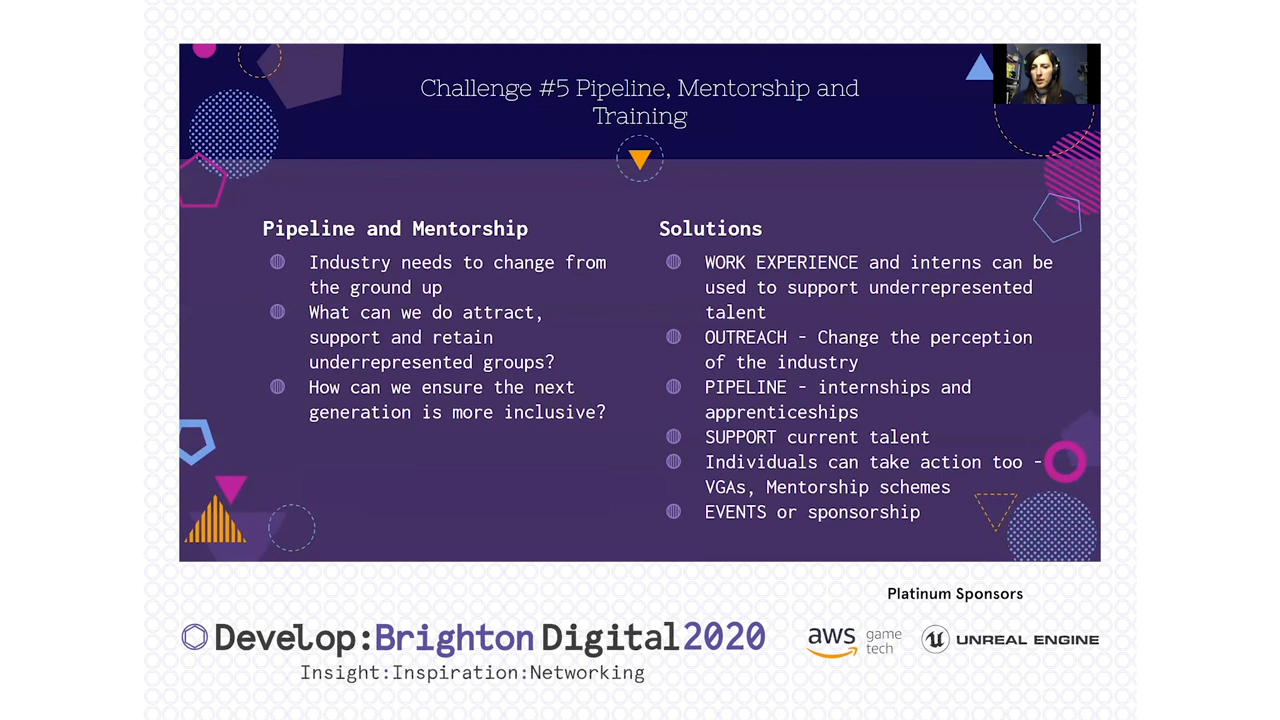 Challenge #5 Pipeline, Mentorship and
Training
Pipeline and Mentorship
Industry needs to change from
the ground up
What can we do attract,
support and retain
underrepresented groups?
How can we ensure the next
generation is more inclusive?
Solutions
WORK EXPERIENCE and interns can be
used to support underrepresented
talent
OUTREACH - Change the perception
of the industry
PIPELINE - internships and
apprenticeships
SUPPORT current talent
Individuals can take action too -
VGAs, Mentorship schemes
EVENTS or sponsorship
Platinum Sponsors
Develop:Brighton Digital 2020
Insight:Inspiration:Networking
aws game
tech
UNREAL ENGINE